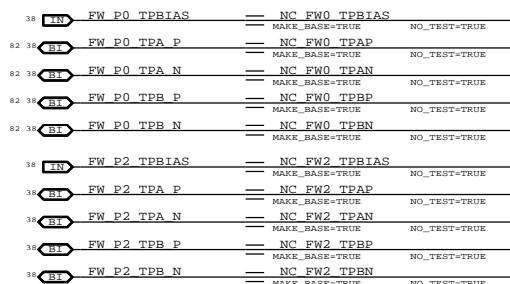 38 IN FW_P0_TPBIAS NC_FW0_TPBIAS
MAKE_BASE=TRUE NO_TEST=TRUE
82 38 BI FW_P0_TPA_P NC_FW0_TPAP
MAKE_BASE=TRUE NO_TEST=TRUE
82 38 BI FW_P0_TPA_N NC_FW0_TPAN
MAKE_BASE=TRUE NO_TEST=TRUE
82 38 BI FW_P0_TPB_P NC_FW0_TPBP
MAKE_BASE=TRUE NO_TEST=TRUE
82 38 BI FW_P0_TPB_N NC_FW0_TPBN
MAKE_BASE=TRUE NO_TEST=TRUE
38 IN FW_P2_TPBIAS NC_FW2_TPBIAS
MAKE_BASE=TRUE NO_TEST=TRUE
38 BI FW_P2_TPA_P NC_FW2_TPAP
MAKE_BASE=TRUE NO_TEST=TRUE
38 BI FW_P2_TPA_N NC_FW2_TPAN
MAKE_BASE=TRUE NO_TEST=TRUE
38 BI FW_P2_TPB_P NC_FW2_TPBP
MAKE_BASE=TRUE NO_TEST=TRUE
38 BI FW_P2_TPB_N NC_FW2_TPBN
MAKE_BASE=TRUE NO_TEST=TRUE